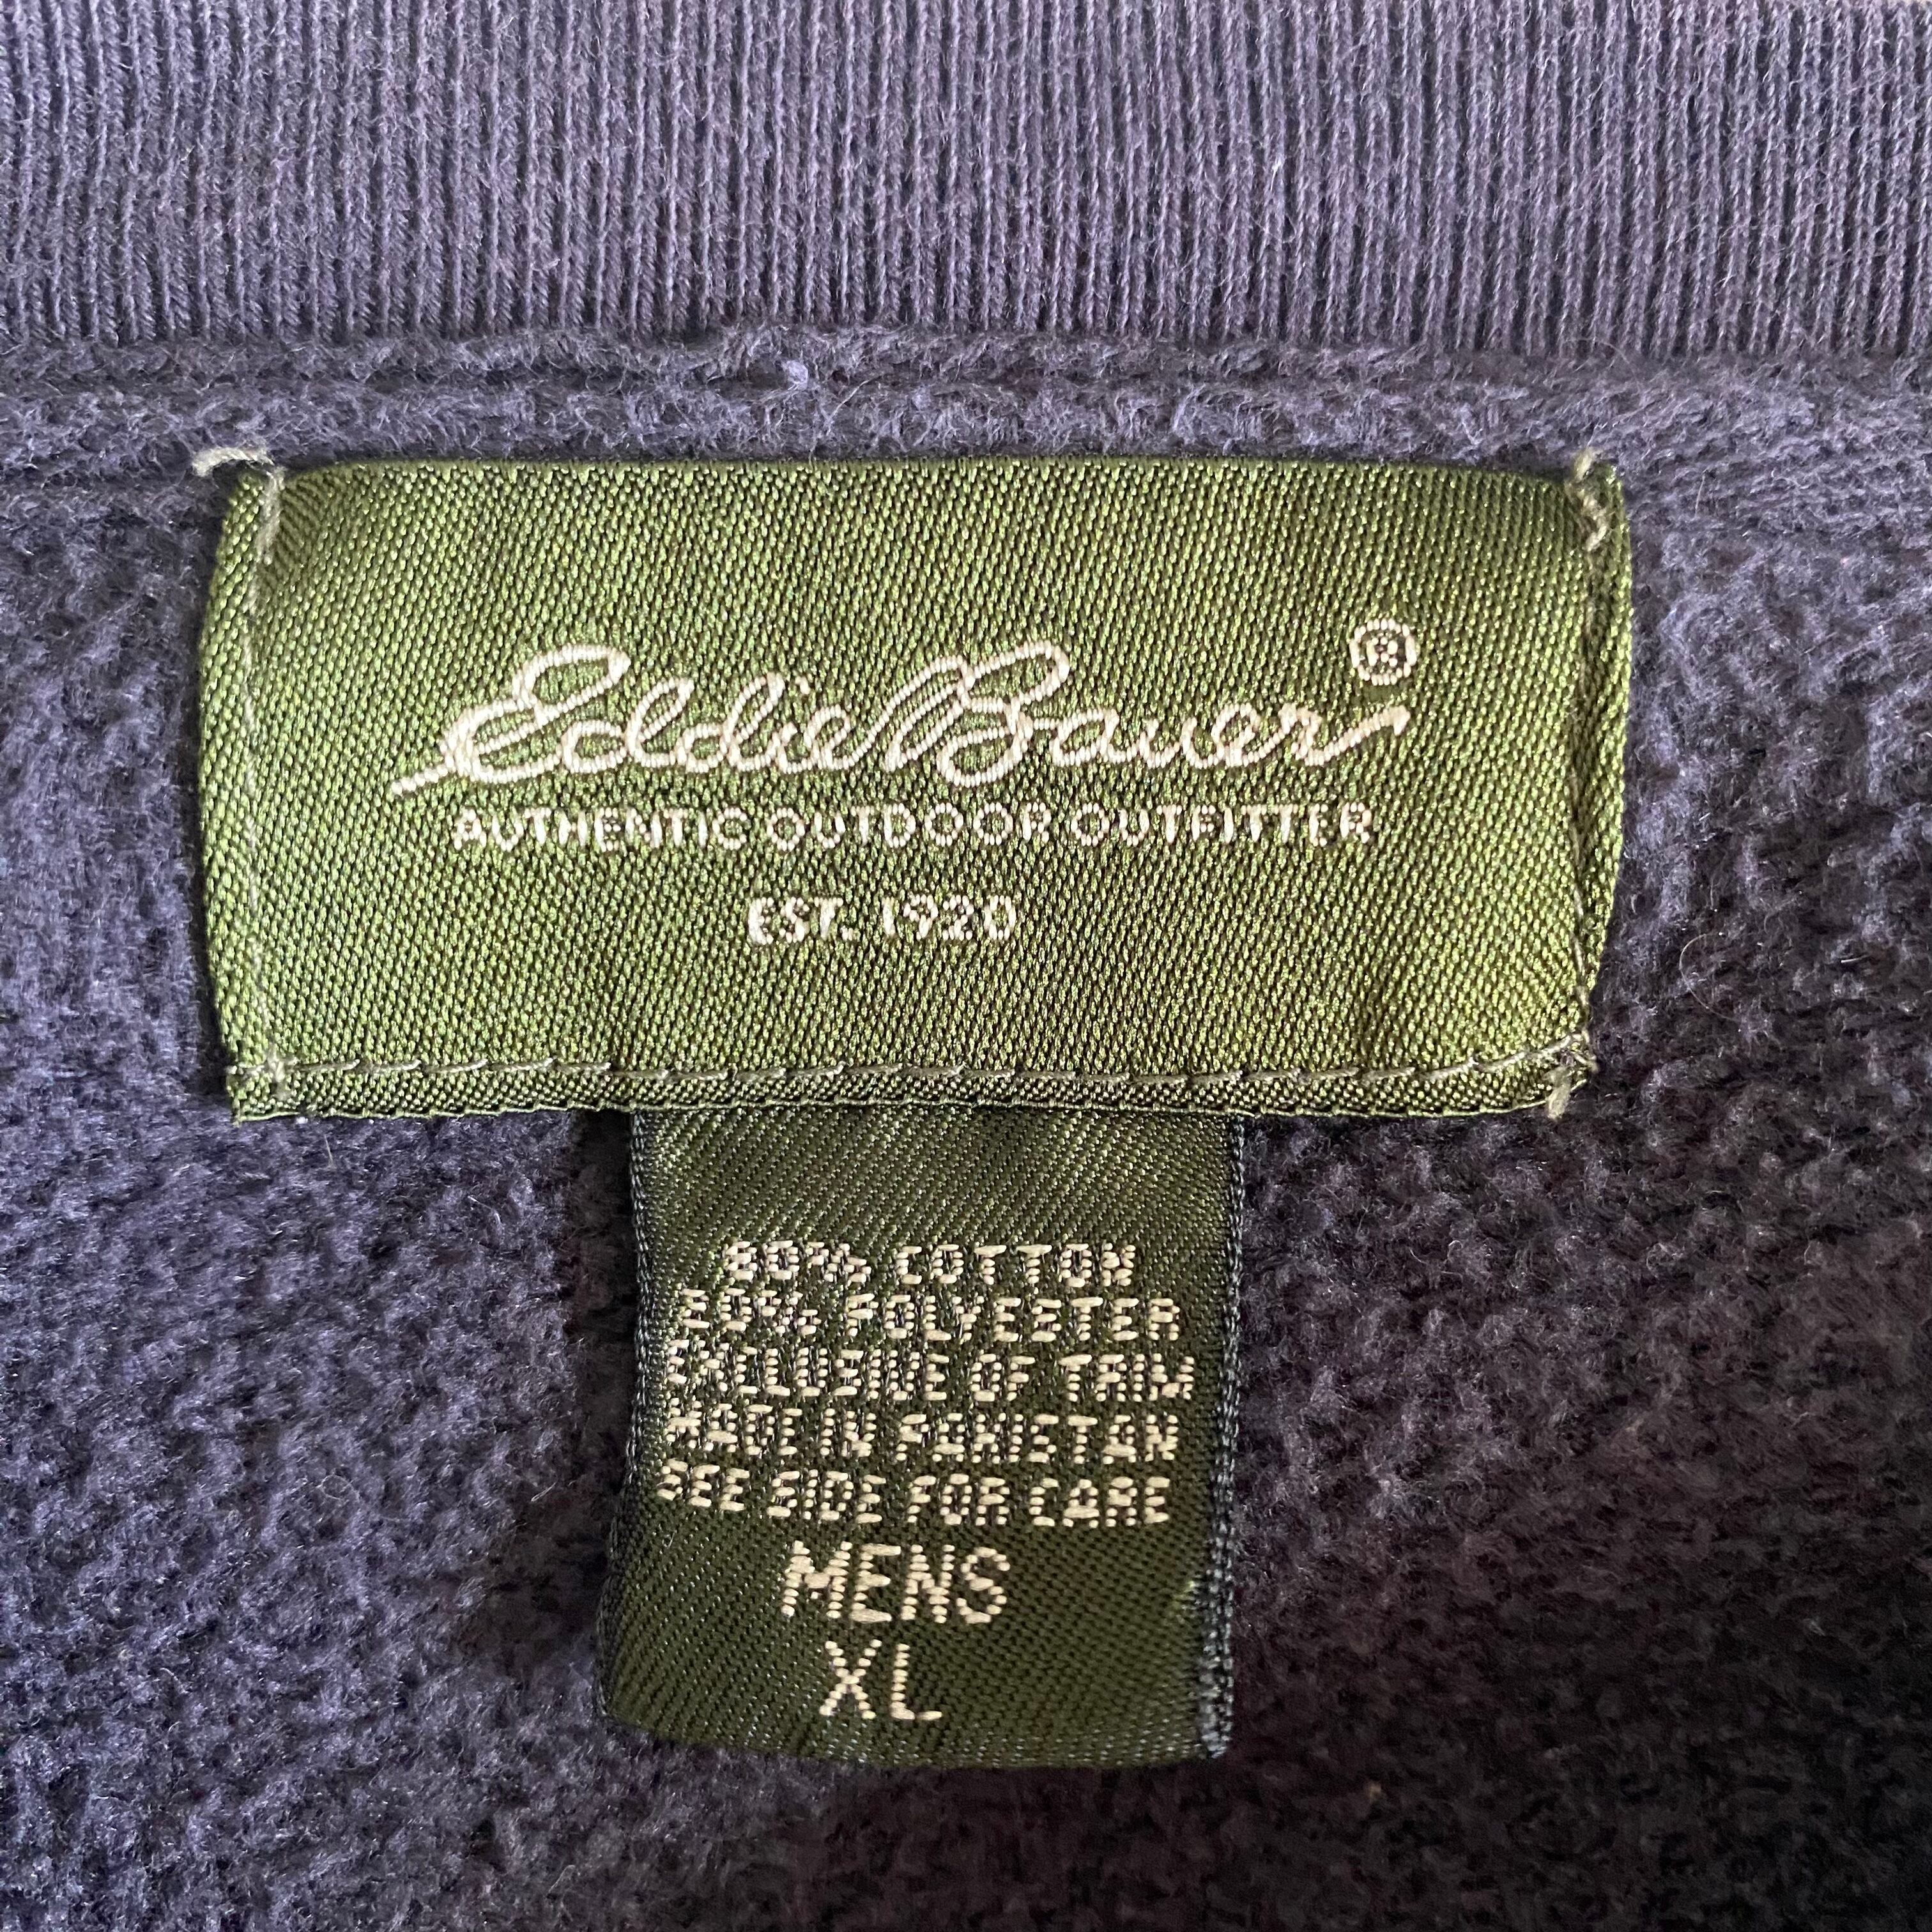 Eddie Bauer®
AUTHENTIC OUTDOOR OUTFITTER
EST. 1920
80% COTTON
20% POLYESTER
EXCLUSIVE OF TRIM
MADE IN PAKISTAN
SEE SIDE FOR CARE
MENS
XL